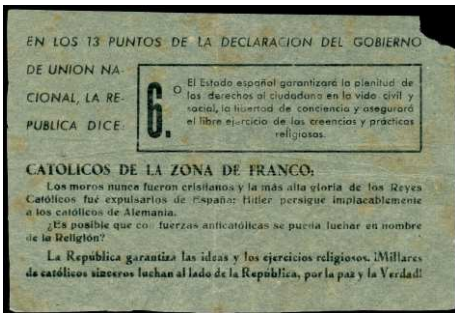 EN LOS 13 PUNTOS DE LA DECLARACION DEL GOBIERNO
DE UNION NA-
CIONAL, LA RE-
PUBLICA DICE:
6.º
El Estado español garantizará la plenitud de
los derechos al ciudadano en la vida civil y
social, la libertad de conciencia y asegurará
el libre ejercicio de las creencias y prácticas
religiosas.
CATOLICOS DE LA ZONA DE FRANCO:
Los moros nunca fueron cristianos y la más alta gloria de los Reyes
Católicos fué expulsarlos de España: Hitler persigue implacablemente
a los católicos de Alemania.
¿Es posible que con fuerzas anticatólicas se pueda luchar en nombre
de la Religión?
La República garantiza las ideas y los ejercicios religiosos. ¡Millares
de católicos sinceros luchan al lado de la República, por la paz y la Verdad!